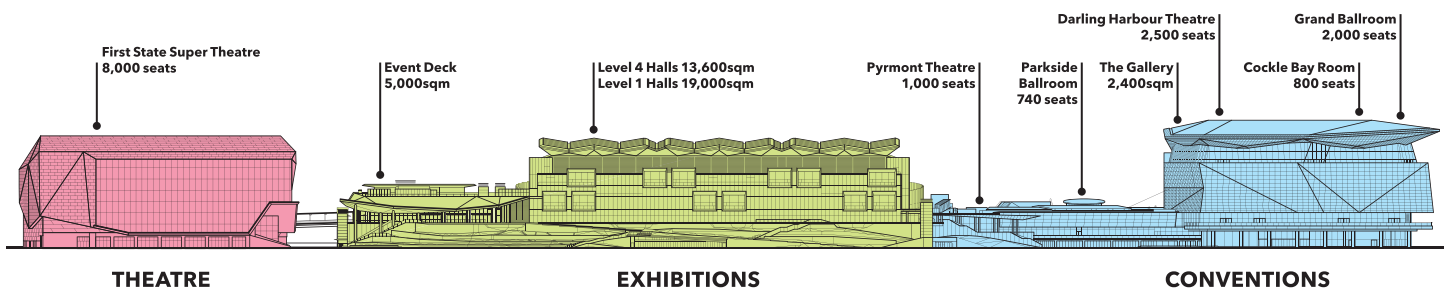 First State Super Theatre
8,000 seats
Event Deck
5,000sqm
Level 4 Halls 13,600sqm
Level 1 Halls 19,000sqm
Pyrmont Theatre
1,000 seats
Parkside
Ballroom
740 seats
Darling Harbour Theatre
2,500 seats
The Gallery
2,400sqm
Grand Ballroom
2,000 seats
Cockle Bay Room
800 seats
THEATRE
EXHIBITIONS
CONVENTIONS